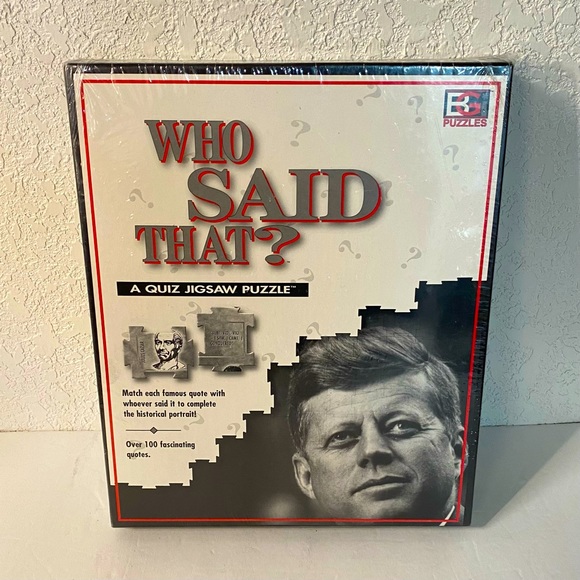 BG
PUZZLES
WHO
SAID
THAT?
A QUIZ JIGSAW PUZZLE™
Match each famous quote with
whoever said it to complete
the historical portrait!
Over 100 fascinating
quotes.